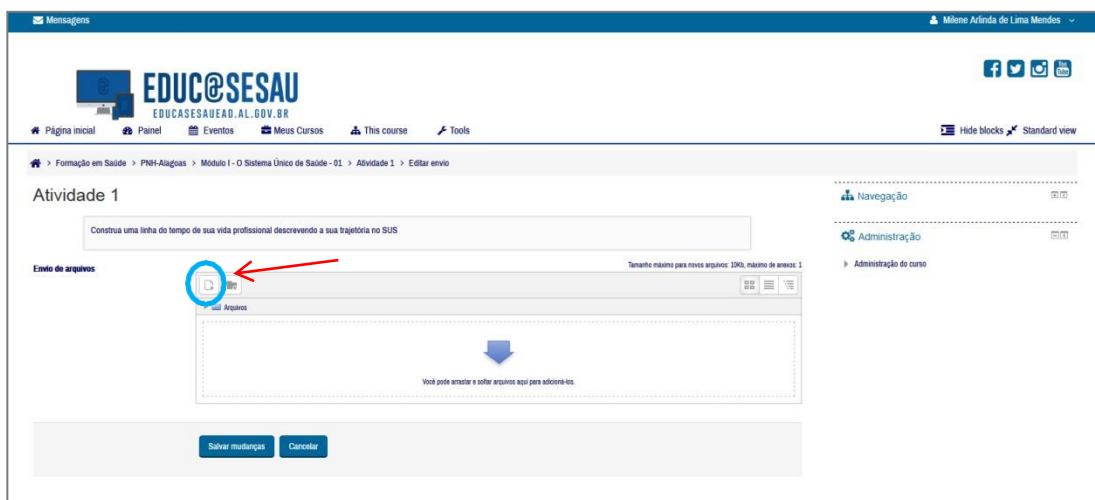 Mensagens
Milene Arlinda de Lima Mendes
EDUC@SESAU
EDUCASESAUEAD.AL.GOV.BR
You Tube
Página inicial Painel Eventos Meus Cursos This course Tools
Hide blocks Standard view
> Formação em Saúde > PNH-Alagoas > Módulo I - O Sistema Único de Saúde - 01 > Atividade 1 > Editar envio
Atividade 1
Navegação
Construa uma linha do tempo de sua vida profissional descrevendo a sua trajetória no SUS
Administração
Administração do curso
Envio de arquivos
Tamanho máximo para novos arquivos: 10Kb, máximo de anexos: 1
Arquivos
Você pode arrastar e soltar arquivos aqui para adicioná-los.
Salvar mudanças Cancelar